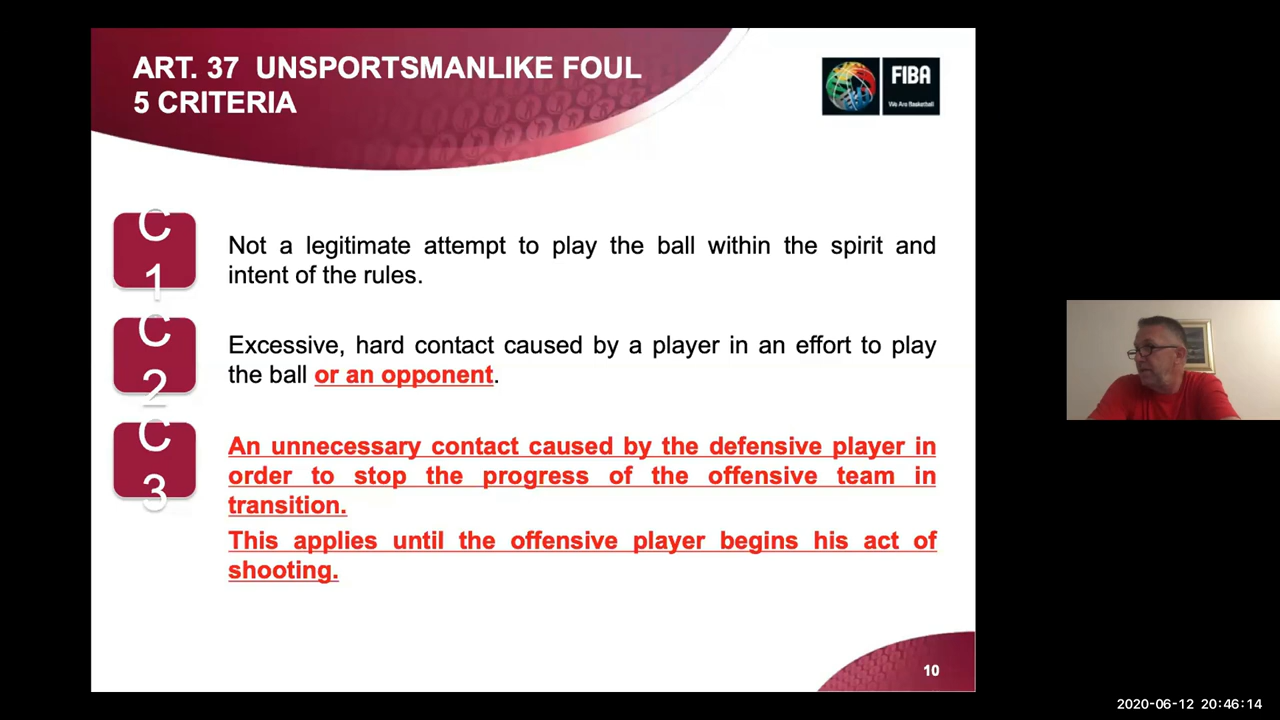 ART. 37 UNSPORTSMANLIKE FOUL
5 CRITERIA
FIBA
We Are Basketball
C
1
Not a legitimate attempt to play the ball within the spirit and
intent of the rules.
C
2
Excessive, hard contact caused by a player in an effort to play
the ball or an opponent.
C
3
An unnecessary contact caused by the defensive player in
order to stop the progress of the offensive team in
transition.
This applies until the offensive player begins his act of
shooting.
10
2020-06-12 20:46:14